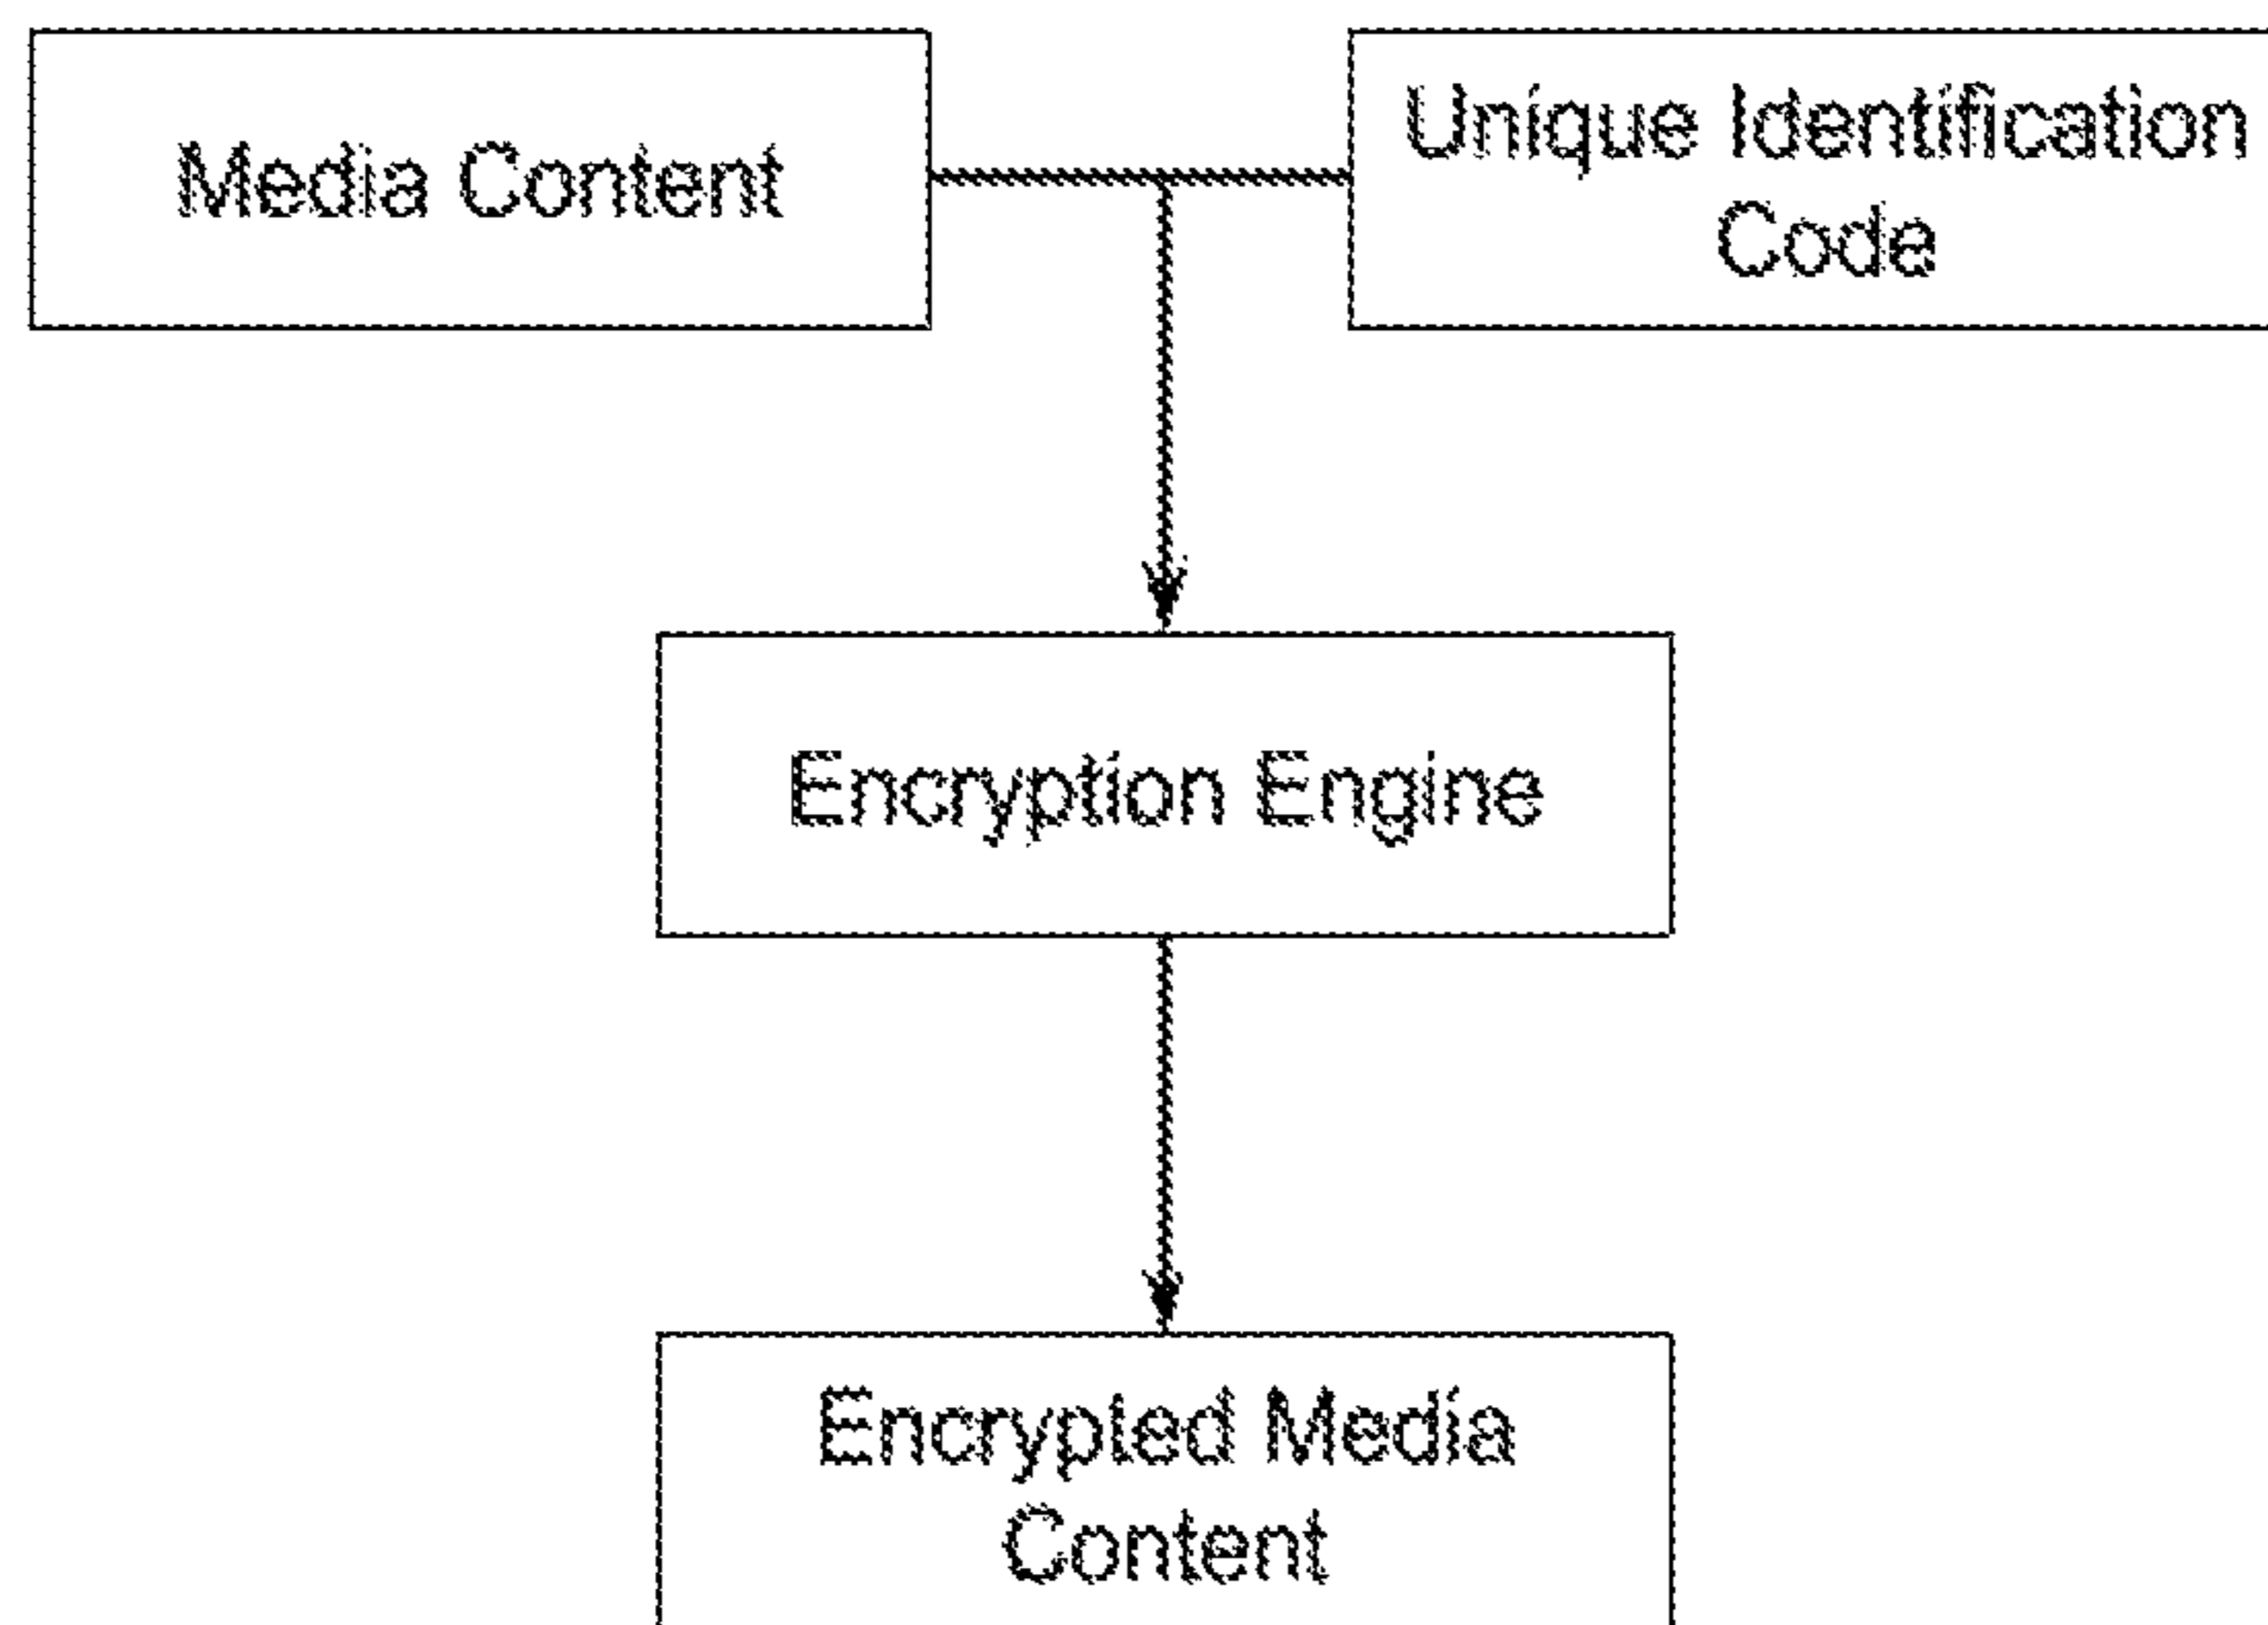 Media Content
Unique Identification
Code
Encryption Engine
Encrypted Media
Content